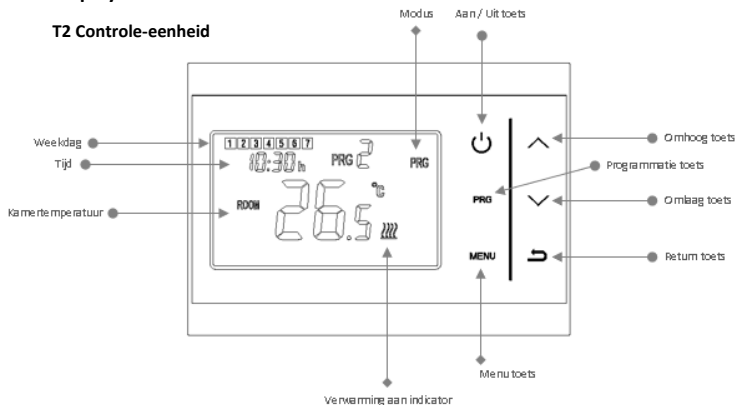 T2 Controle-eenheid
Modus
Aan / Uit toets
Weekdag
Tijd
Kamertemperatuur
1 2 3 4 5 6 7
10:30 h
PRG 2
PRG
ROOM
26.5 °C
PRG
MENU
Omhoog toets
Programmatie toets
Omlaag toets
Return toets
Menu toets
Verwarming aan indicator